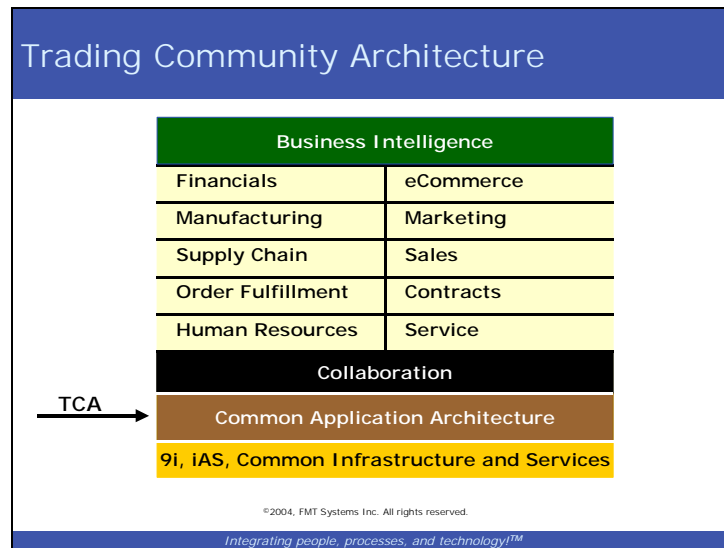 Trading Community Architecture
Business Intelligence
Financials eCommerce
Manufacturing Marketing
Supply Chain Sales
Order Fulfillment Contracts
Human Resources Service
Collaboration
TCA
Common Application Architecture
9i, iAS, Common Infrastructure and Services
©2004, FMT Systems Inc. All rights reserved.
Integrating people, processes, and technology!™